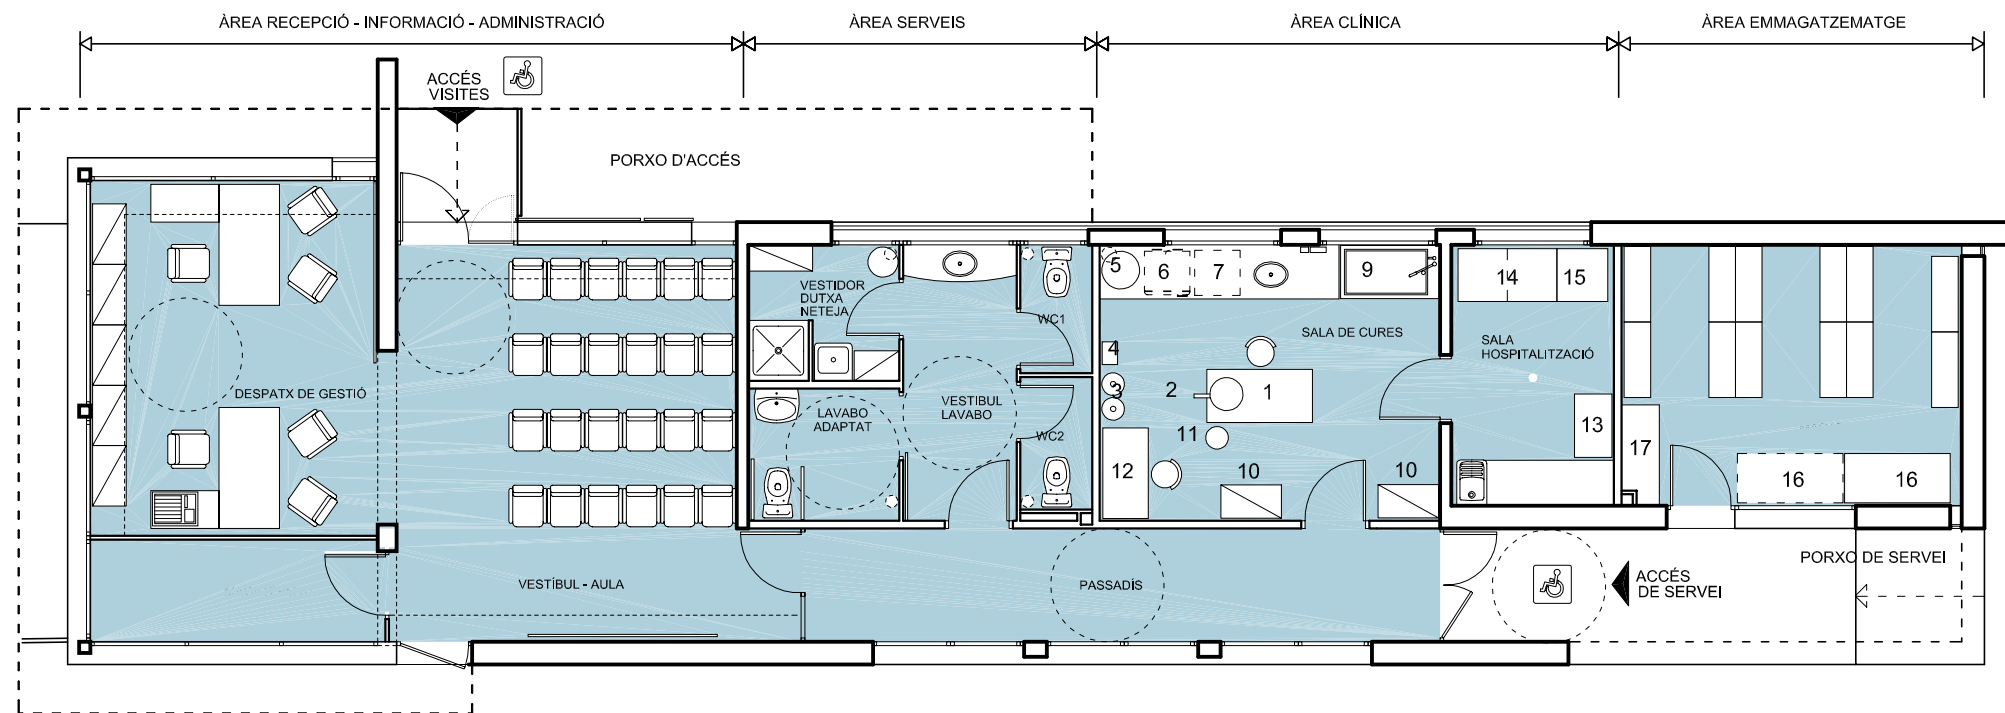 ÀREA RECEPCIÓ - INFORMACIÓ - ADMINISTRACIÓ
ÀREA SERVEIS
ÀREA CLÍNICA
ÀREA EMMAGATZEMATGE
ACCÉS
VISITES
PORXO D'ACCÉS
VESTIDOR
DUTXA
NETEJA
WC1
5
6
7
9
14
15
SALA DE CURES
SALA
HOSPITALITZACIÓ
4
3
2
1
DESPATX DE GESTIÓ
LAVABO
ADAPTAT
VESTIBUL
LAVABO
WC2
11
13
12
10
10
17
16
16
VESTÍBUL - AULA
PASSADÍS
PORXO DE SERVEI
ACCÉS
DE SERVEI